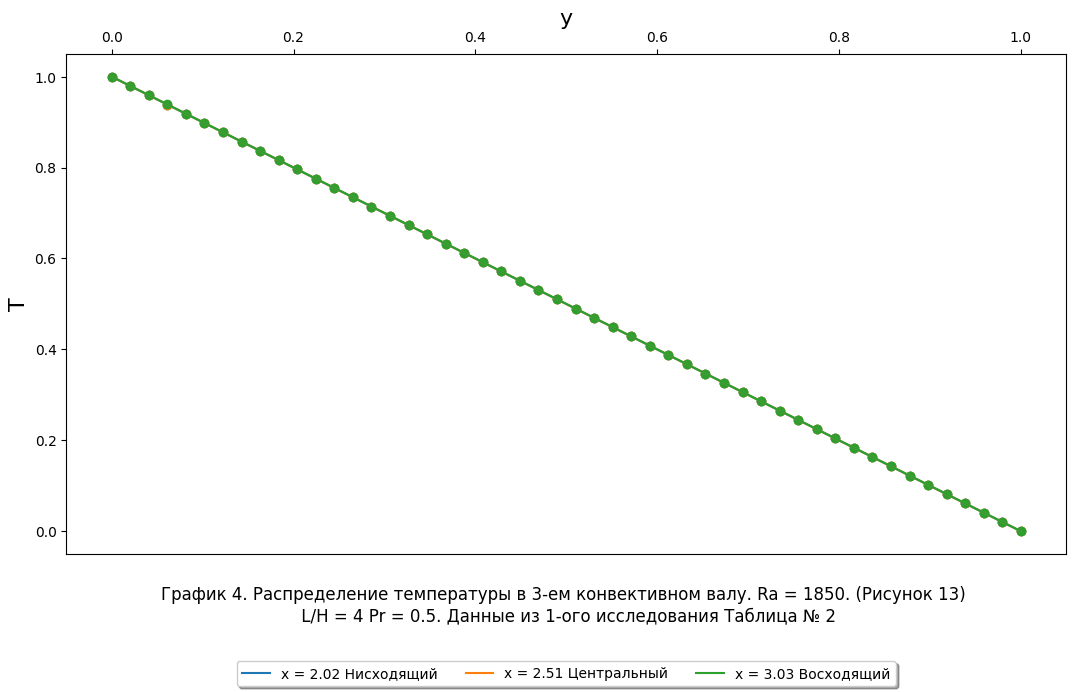 y
0.0 0.2 0.4 0.6 0.8 1.0
1.0
0.8
0.6
0.4
0.2
0.0
T
График 4. Распределение температуры в 3-ем конвективном валу. Ra = 1850. (Рисунок 13)
L/H = 4 Pr = 0.5. Данные из 1-ого исследования Таблица № 2
x = 2.02 Нисходящий x = 2.51 Центральный x = 3.03 Восходящий